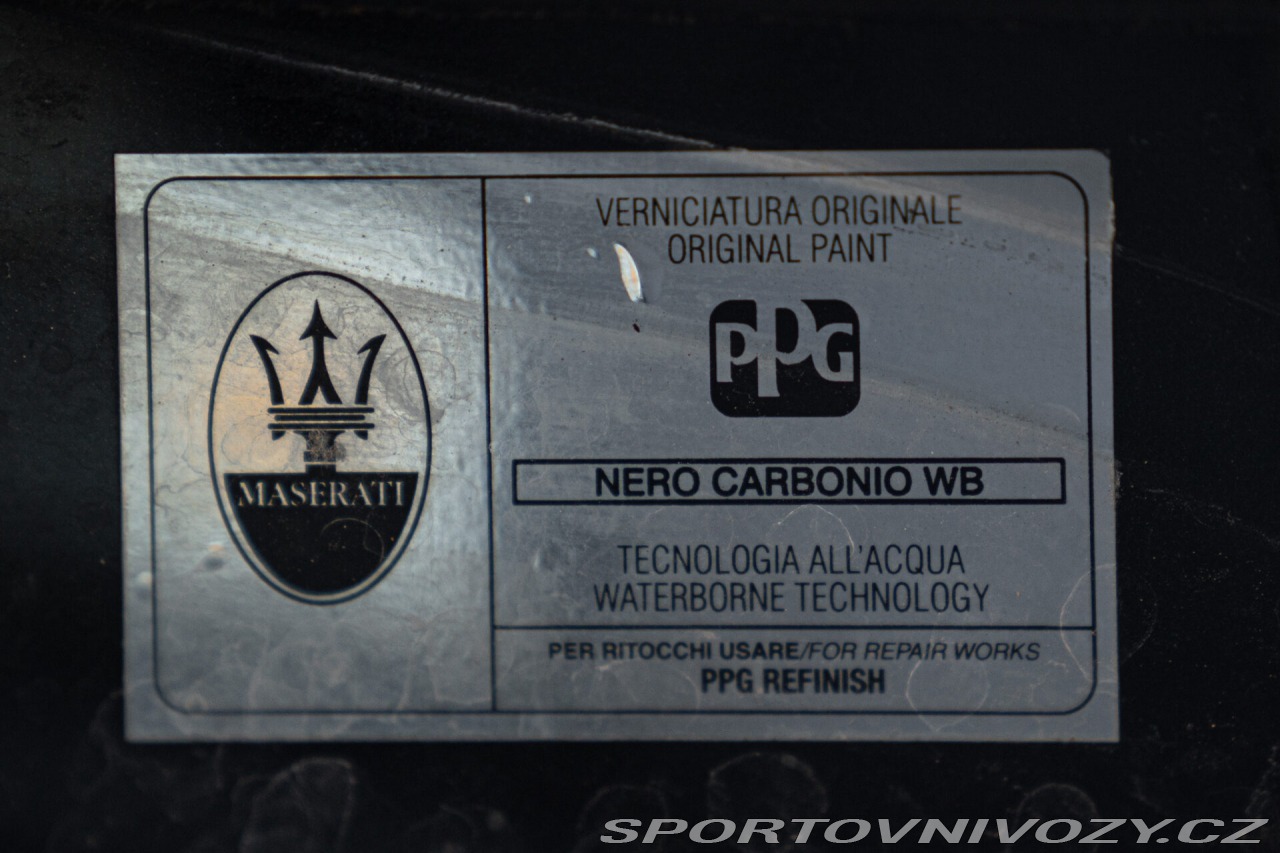 MASERATI
VERNICIATURA ORIGINALE
ORIGINAL PAINT
PPG
NERO CARBONIO WB
TECNOLOGIA ALL'ACQUA
WATERBORNE TECHNOLOGY
PER RITOCCHI USARE/FOR REPAIR WORKS
PPG REFINISH
SPORTOVNIVOZY.CZ